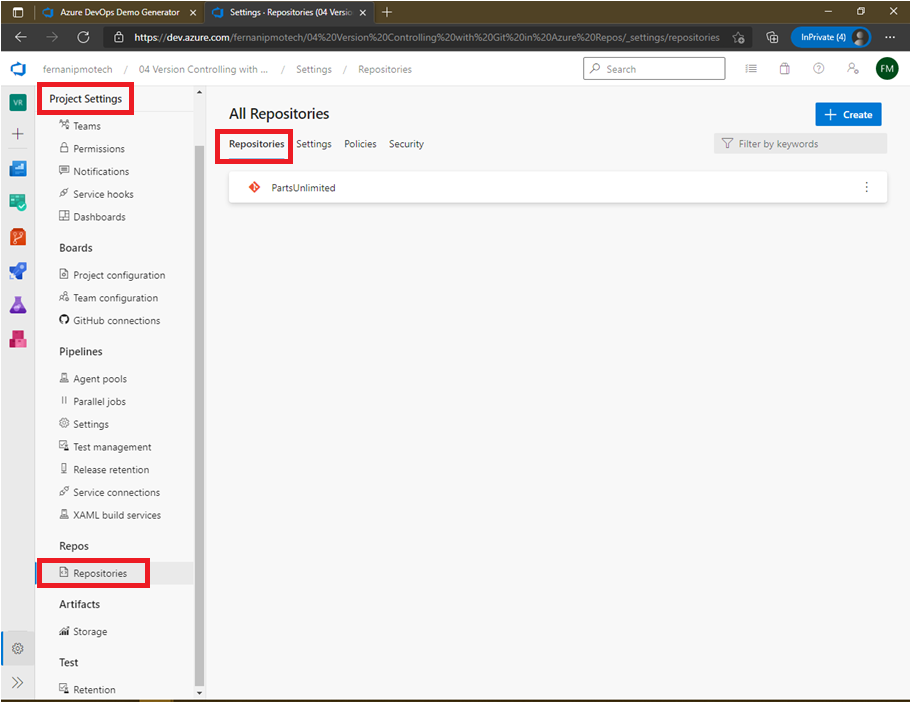 Azure DevOps Demo Generator
Settings · Repositories (04 Versio
https://dev.azure.com/fernanipmotech/04%20Version%20Controlling%20with%20Git%20in%20Azure%20Repos/_settings/repositories
InPrivate (4)
fernanipmotech / 04 Version Controlling with ... / Settings / Repositories
Search
FM
VR
Project Settings
Teams
Permissions
Notifications
Service hooks
Dashboards
Boards
Project configuration
Team configuration
GitHub connections
Pipelines
Agent pools
Parallel jobs
Settings
Test management
Release retention
Service connections
XAML build services
Repos
Repositories
Artifacts
Storage
Test
Retention
All Repositories
Create
Repositories Settings Policies Security
Filter by keywords
PartsUnlimited